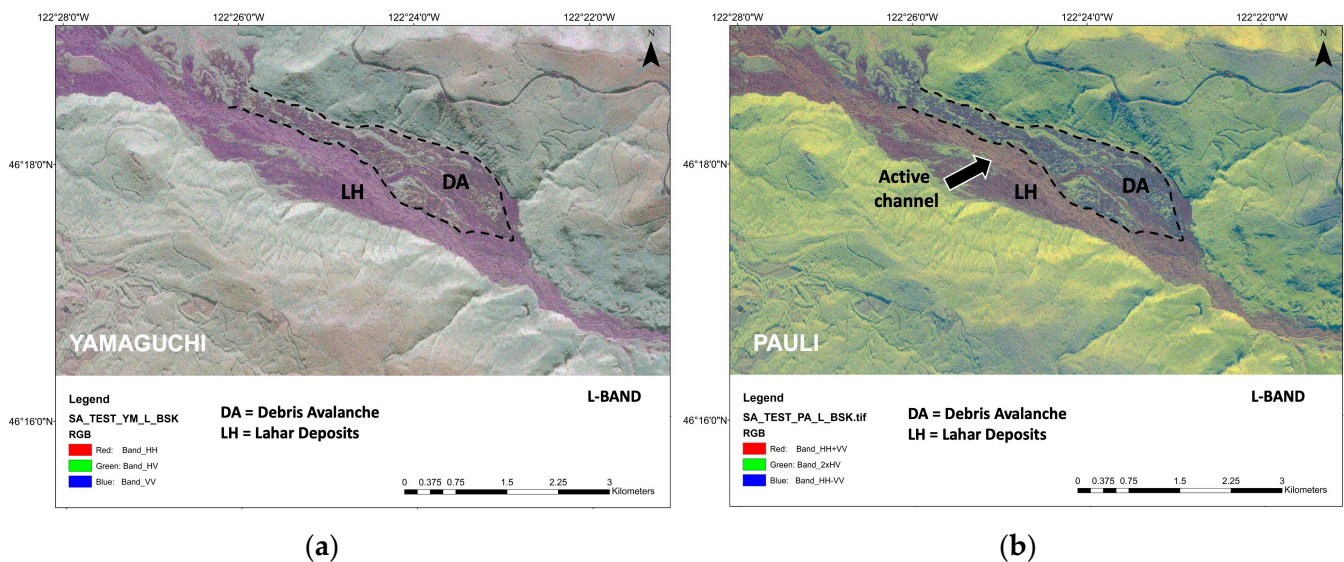 122°28'0"W 122°26'0"W 122°24'0"W 122°22'0"W
N
46°18'0"N
LH
DA
YAMAGUCHI
46°16'0"N
Legend
SA_TEST_YM_L_BSK
RGB
Red: Band_HH
Green: Band_HV
Blue: Band_VV
DA = Debris Avalanche
LH = Lahar Deposits
L-BAND
0 0.375 0.75 1.5 2.25 3
Kilometers
(a)
122°28'0"W 122°26'0"W 122°24'0"W 122°22'0"W
N
46°18'0"N
Active
channel
LH
DA
PAULI
46°16'0"N
Legend
SA_TEST_PA_L_BSK.tif
RGB
Red: Band_HH+VV
Green: Band_2xHV
Blue: Band_HH-VV
DA = Debris Avalanche
LH = Lahar Deposits
L-BAND
0 0.375 0.75 1.5 2.25 3
Kilometers
(b)